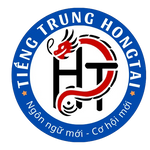 TIẾNG TRUNG HONGTAI
HT
Ngôn ngữ mới - Cơ hội mới